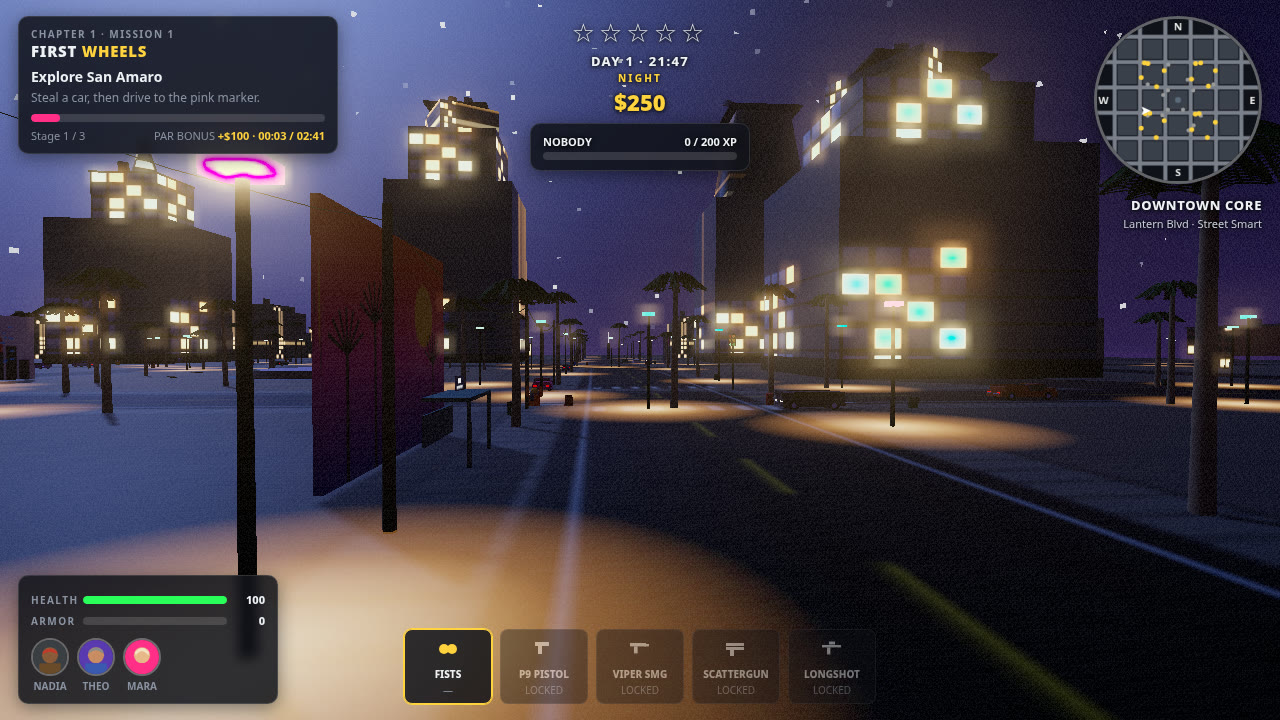 CHAPTER 1 · MISSION 1
FIRST WHEELS
Explore San Amaro
Steal a car, then drive to the pink marker.
Stage 1 / 3
PAR BONUS +$100 · 00:03 / 02:41
☆ ☆ ☆ ☆ ☆
DAY 1 · 21:47
NIGHT
$250
NOBODY
0 / 200 XP
N
W
E
S
DOWNTOWN CORE
Lantern Blvd · Street Smart
HEALTH
100
ARMOR
0
NADIA
THEO
MARA
FISTS
—
P9 PISTOL
LOCKED
VIPER SMG
LOCKED
SCATTERGUN
LOCKED
LONGSHOT
LOCKED